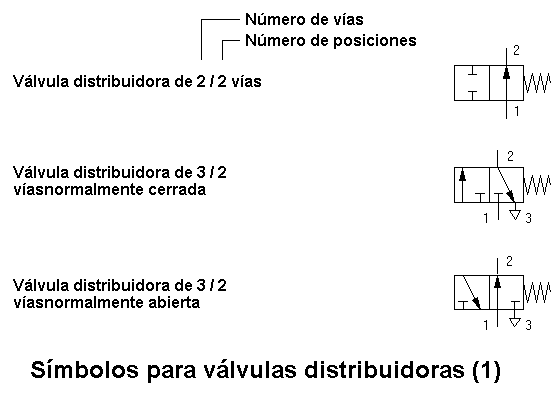 Número de vías
Número de posiciones
Válvula distribuidora de 2 / 2 vías
2
1
Válvula distribuidora de 3 / 2
víasnormalmente cerrada
2
1 3
Válvula distribuidora de 3 / 2
víasnormalmente abierta
2
1 3
Símbolos para válvulas distribuidoras (1)